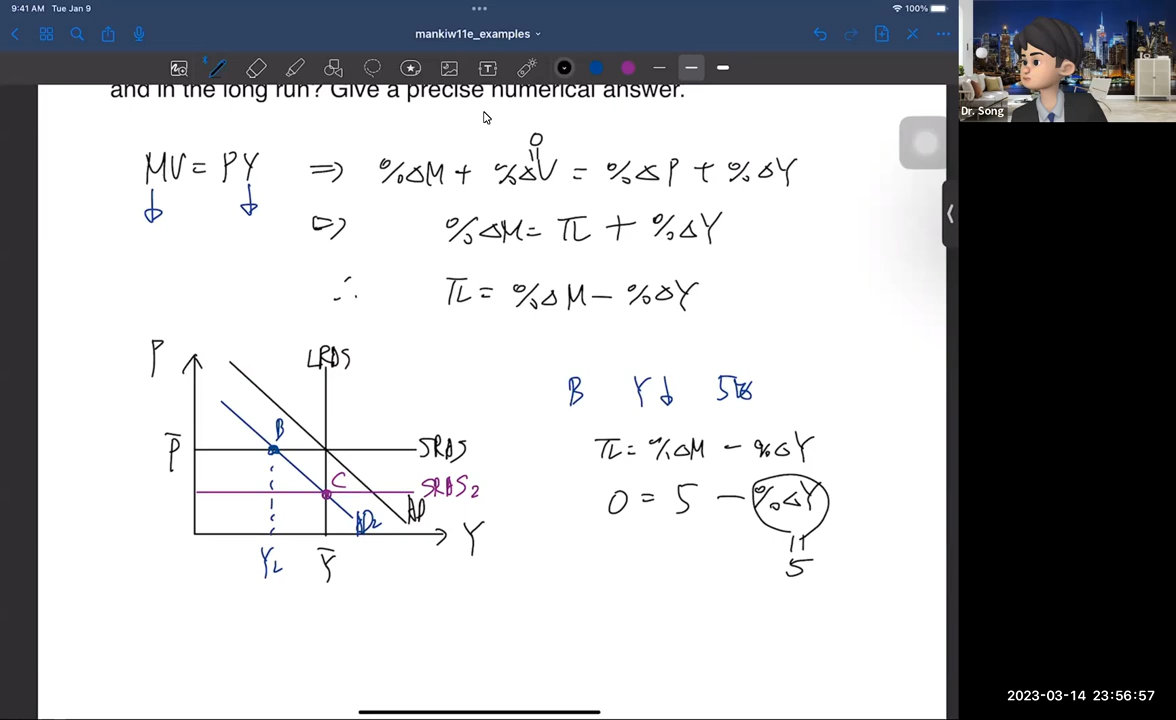 9:41 AM Tue Jan 9
100%
mankiw11e_examples
Dr. Song
and in the long run? Give a precise numerical answer.
0
MV = PY ⇒ %ΔM + %ΔV = %ΔP + %ΔY
⇨ %ΔM = π + %ΔY
∴ π = %ΔM − %ΔY
P LRAS
B Y↓ 5%
B
P̅ SRAS
π = %ΔM − %ΔY
C SRAS2
0 = 5 − %ΔY
AD2 AD Y
YL Y̅
5
2023-03-14 23:56:57